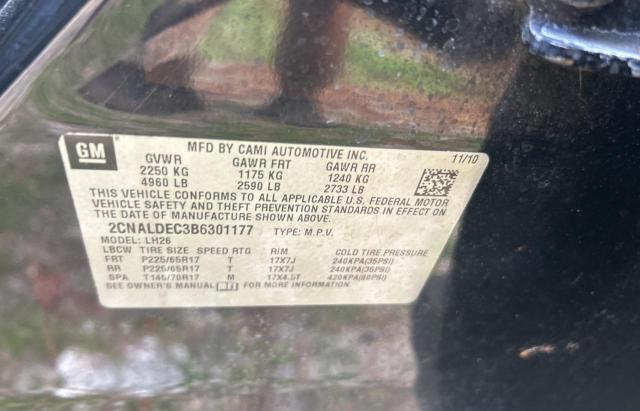 GM
MFD BY CAMI AUTOMOTIVE INC. 11/10
GVWR GAWR FRT GAWR RR
2250 KG 1175 KG 1240 KG
4960 LB 2590 LB 2733 LB
THIS VEHICLE CONFORMS TO ALL APPLICABLE U.S. FEDERAL MOTOR
VEHICLE SAFETY AND THEFT PREVENTION STANDARDS IN EFFECT ON
THE DATE OF MANUFACTURE SHOWN ABOVE.
2CNALDEC3B6301177 TYPE: M.P.V.
MODEL: LH26
LBCW TIRE SIZE SPEED RTG RIM COLD TIRE PRESSURE
FRT P225/65R17 T 17X7J 240KPA(35PSI)
RR P225/65R17 T 17X7J 240KPA(35PSI)
SPA T145/70R17 M 17X4.5T 420KPA(60PSI)
SEE OWNER'S MANUAL FOR MORE INFORMATION